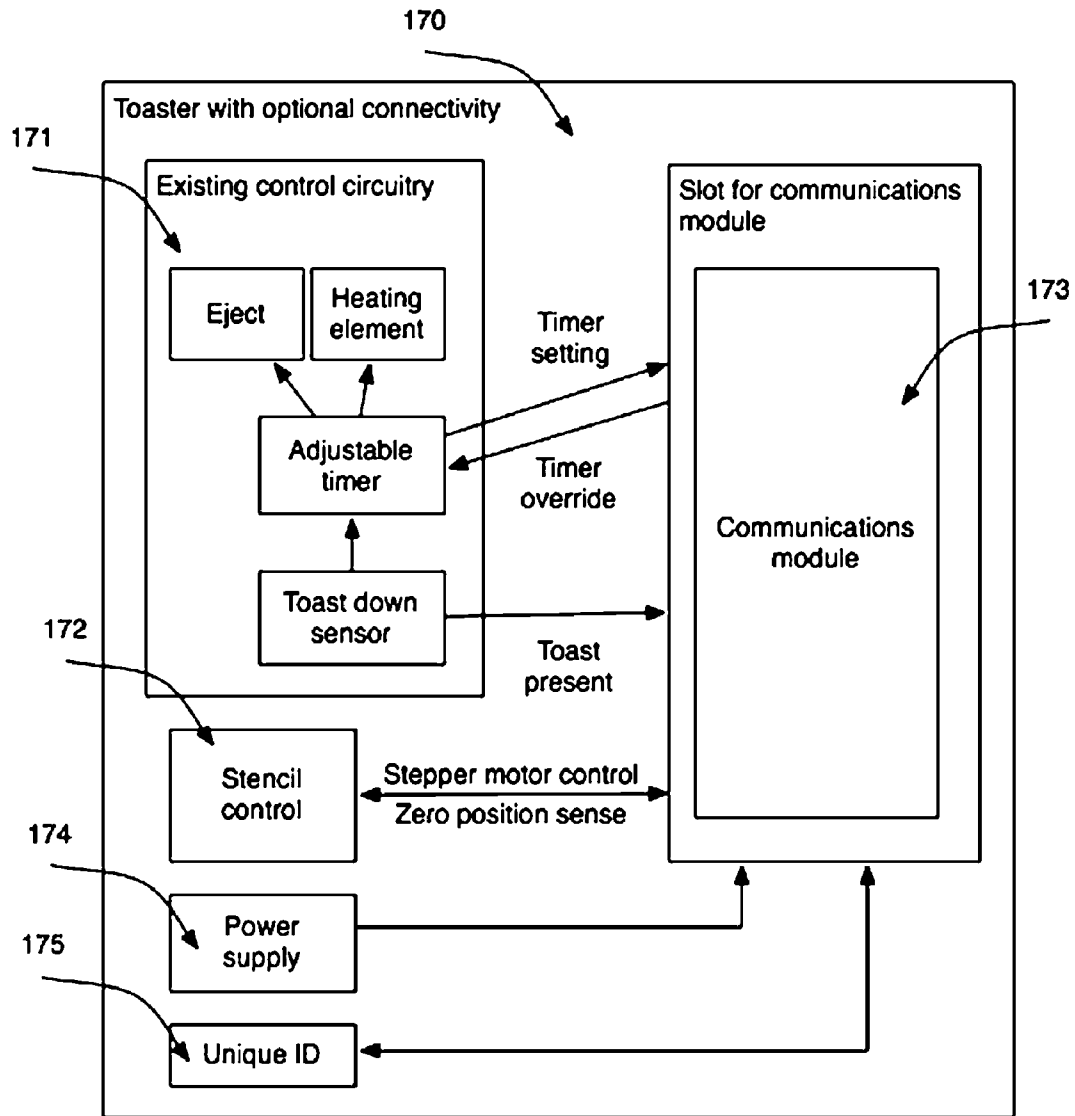 170
Toaster with optional connectivity
171
Existing control circuitry
Slot for communications
module
173
Eject
Heating
element
Timer
setting
Adjustable
timer
Timer
override
Communications
module
Toast down
sensor
172
Toast
present
Stencil
control
Stepper motor control
Zero position sense
174
Power
supply
175
Unique ID